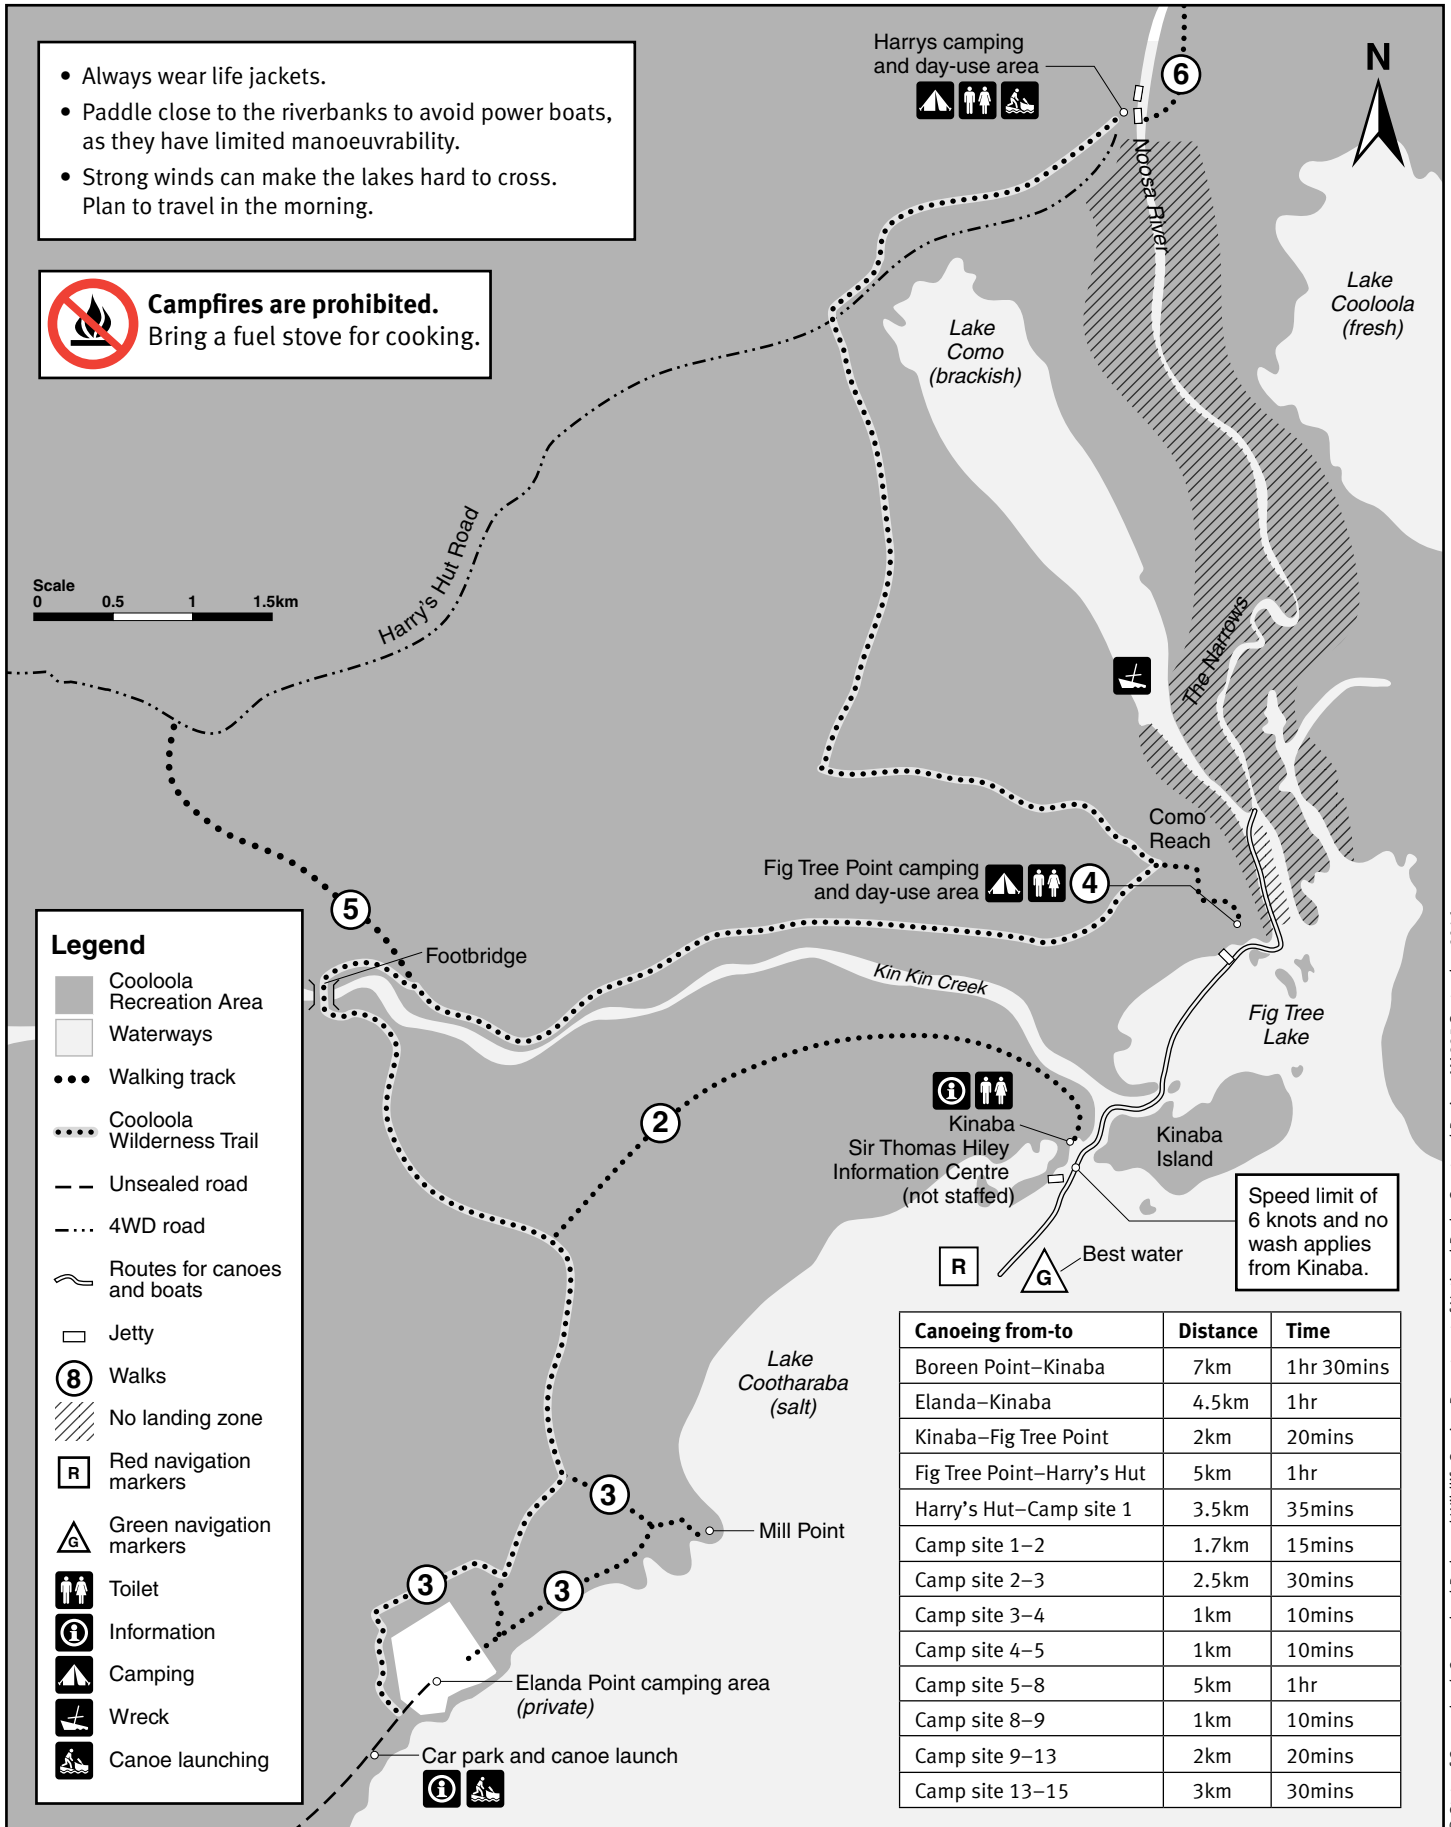 • Always wear life jackets.
• Paddle close to the riverbanks to avoid power boats,
as they have limited manoeuvrability.
• Strong winds can make the lakes hard to cross.
Plan to travel in the morning.
Campfires are prohibited.
Bring a fuel stove for cooking.
Harrys camping
and day-use area
6
N
Noosa River
Lake
Cooloola
(fresh)
Lake
Como
(brackish)
Harry's Hut Road
Scale
0 0.5 1 1.5km
The Narrows
Como
Reach
Fig Tree Point camping
and day-use area
4
5
Footbridge
Kin Kin Creek
Fig Tree
Lake
2
Kinaba
Sir Thomas Hiley
Information Centre
(not staffed)
Kinaba
Island
Speed limit of
6 knots and no
wash applies
from Kinaba.
R
G
Best water
Lake
Cootharaba
(salt)
3
Mill Point
3
3
Elanda Point camping area
(private)
Car park and canoe launch
Legend
Cooloola
Recreation Area
Waterways
Walking track
Cooloola
Wilderness Trail
Unsealed road
4WD road
Routes for canoes
and boats
Jetty
8 Walks
No landing zone
R Red navigation
markers
G Green navigation
markers
Toilet
Information
Camping
Wreck
Canoe launching
Canoeing from-to Distance Time
Boreen Point–Kinaba 7km 1hr 30mins
Elanda–Kinaba 4.5km 1hr
Kinaba–Fig Tree Point 2km 20mins
Fig Tree Point–Harry's Hut 5km 1hr
Harry's Hut–Camp site 1 3.5km 35mins
Camp site 1–2 1.7km 15mins
Camp site 2–3 2.5km 30mins
Camp site 3–4 1km 10mins
Camp site 4–5 1km 10mins
Camp site 5–8 5km 1hr
Camp site 8–9 1km 10mins
Camp site 9–13 2km 20mins
Camp site 13–15 3km 30mins